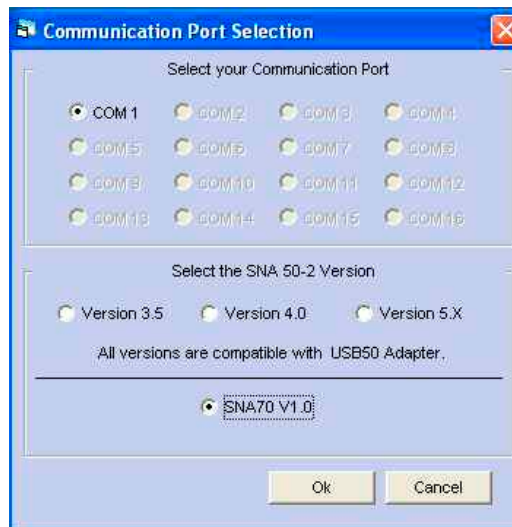 Communication Port Selection
Select your Communication Port
COM 1 COM 2 COM 3 COM 4
COM 5 COM 6 COM 7 COM 8
COM 9 COM 10 COM 11 COM 12
COM 13 COM 14 COM 15 COM 16
Select the SNA 50-2 Version
Version 3.5 Version 4.0 Version 5.X
All versions are compatible with USB50 Adapter.
SNA70 V1.0
Ok Cancel